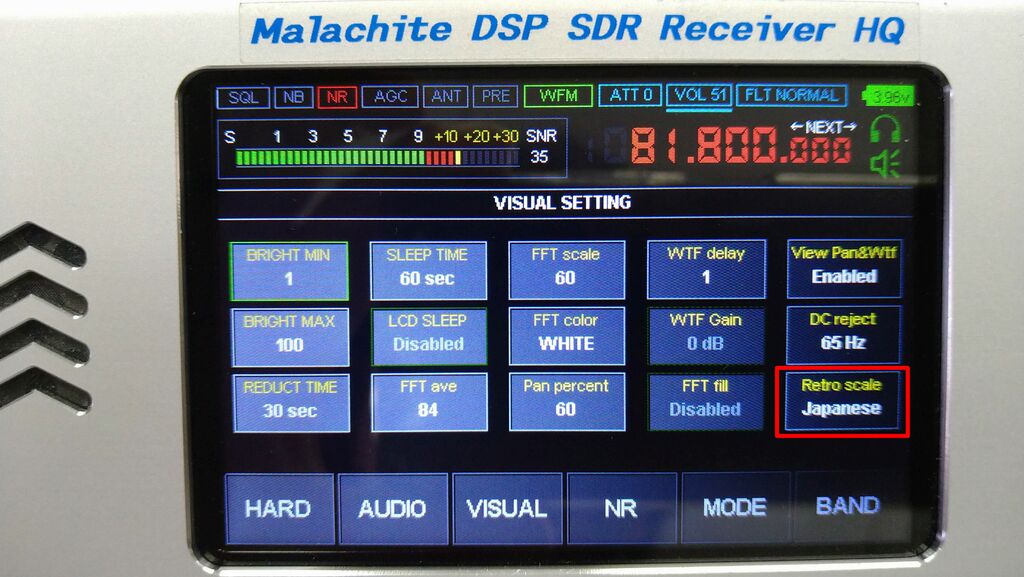 Malachite DSP SDR Receiver HQ
SQL NB NR AGC ANT PRE WFM ATT 0 VOL 51 FLT NORMAL 3.96v
S 1 3 5 7 9 +10 +20 +30 SNR
35
81.800.000
←NEXT→
VISUAL SETTING
BRIGHT MIN SLEEP TIME FFT scale WTF delay View Pan&Wtf
1 60 sec 60 1 Enabled
BRIGHT MAX LCD SLEEP FFT color WTF Gain DC reject
100 Disabled WHITE 0 dB 65 Hz
REDUCT TIME FFT ave Pan percent FFT fill Retro scale
30 sec 84 60 Disabled Japanese
HARD AUDIO VISUAL NR MODE BAND